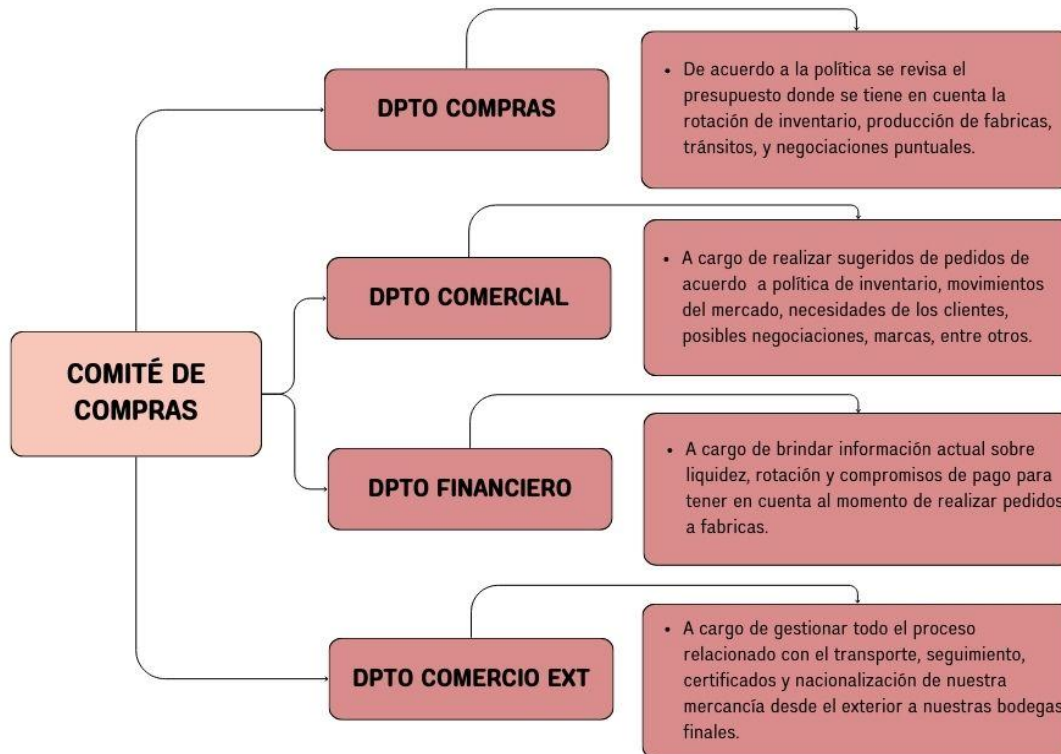 COMITÉ DE
COMPRAS
DPTO COMPRAS
• De acuerdo a la política se revisa el
presupuesto donde se tiene en cuenta la
rotación de inventario, producción de fabricas,
tránsitos, y negociaciones puntuales.
DPTO COMERCIAL
• A cargo de realizar sugeridos de pedidos de
acuerdo a política de inventario, movimientos
del mercado, necesidades de los clientes,
posibles negociaciones, marcas, entre otros.
DPTO FINANCIERO
• A cargo de brindar información actual sobre
liquidez, rotación y compromisos de pago para
tener en cuenta al momento de realizar pedidos
a fabricas.
DPTO COMERCIO EXT
• A cargo de gestionar todo el proceso
relacionado con el transporte, seguimiento,
certificados y nacionalización de nuestra
mercancía desde el exterior a nuestras bodegas
finales.